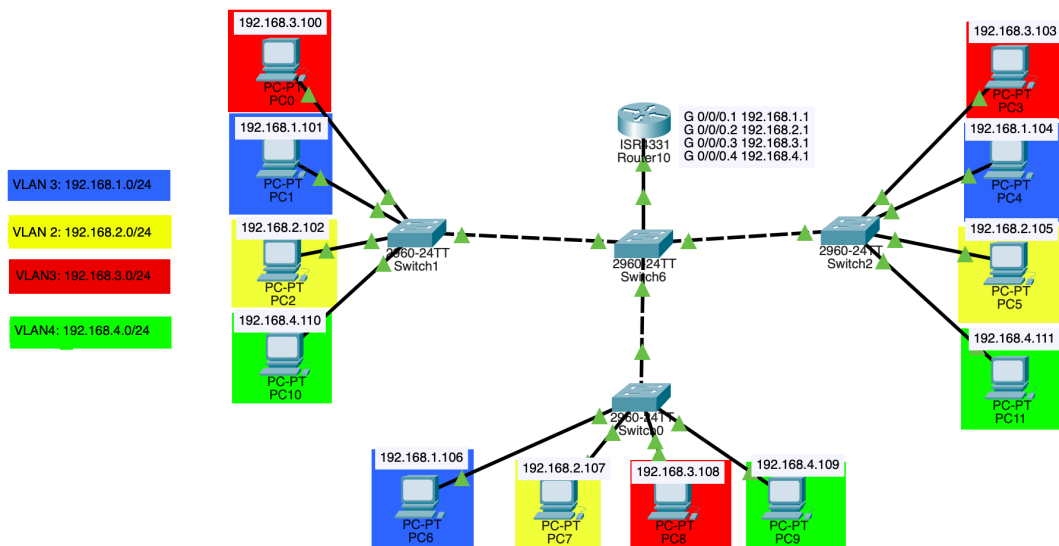 192.168.3.100
PC-PT
PC0
192.168.1.101
PC-PT
PC1
192.168.2.102
PC-PT
PC2
192.168.4.110
PC-PT
PC10
VLAN 3: 192.168.1.0/24
VLAN 2: 192.168.2.0/24
VLAN3: 192.168.3.0/24
VLAN4: 192.168.4.0/24
2960-24TT
Switch1
ISR4331
Router10
G 0/0/0.1 192.168.1.1
G 0/0/0.2 192.168.2.1
G 0/0/0.3 192.168.3.1
G 0/0/0.4 192.168.4.1
2960-24TT
Switch6
2960-24TT
Switch2
192.168.3.103
PC-PT
PC3
192.168.1.104
PC-PT
PC4
192.168.2.105
PC-PT
PC5
192.168.4.111
PC-PT
PC11
2960-24TT
Switch0
192.168.1.106
PC-PT
PC6
192.168.2.107
PC-PT
PC7
192.168.3.108
PC-PT
PC8
192.168.4.109
PC-PT
PC9